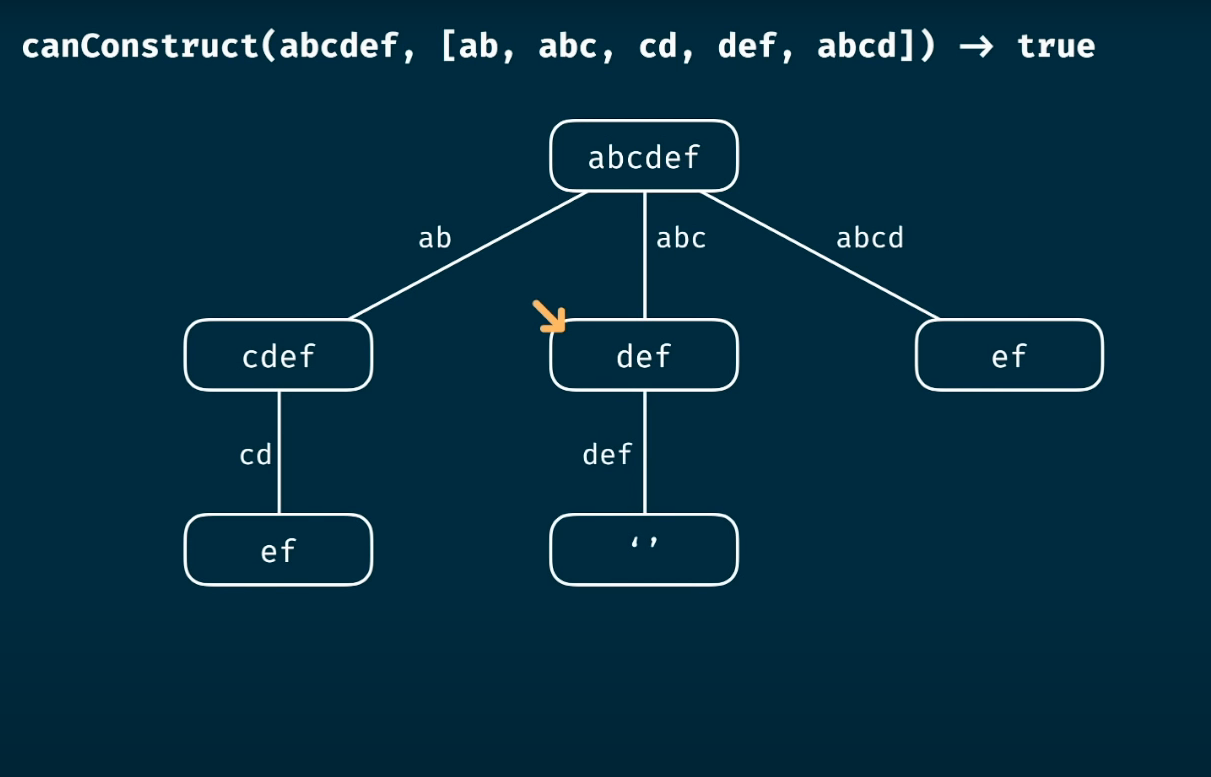 canConstruct(abcdef, [ab, abc, cd, def, abcd]) → true
abcdef
ab
abc
abcd
cdef
def
ef
cd
def
ef
‘’